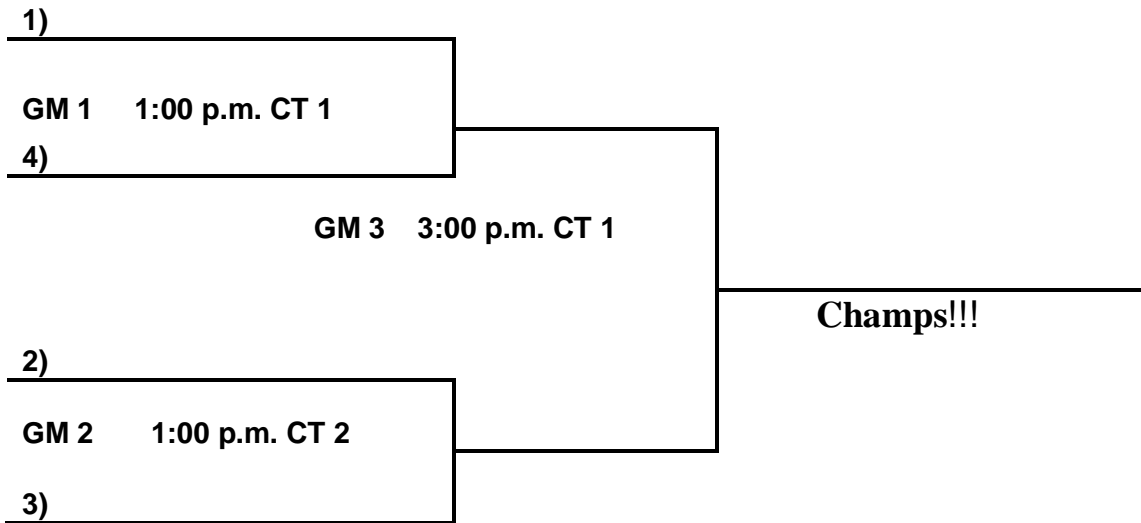 1)
GM 1 1:00 p.m. CT 1
4)
GM 3 3:00 p.m. CT 1
Champs!!!
2)
GM 2 1:00 p.m. CT 2
3)